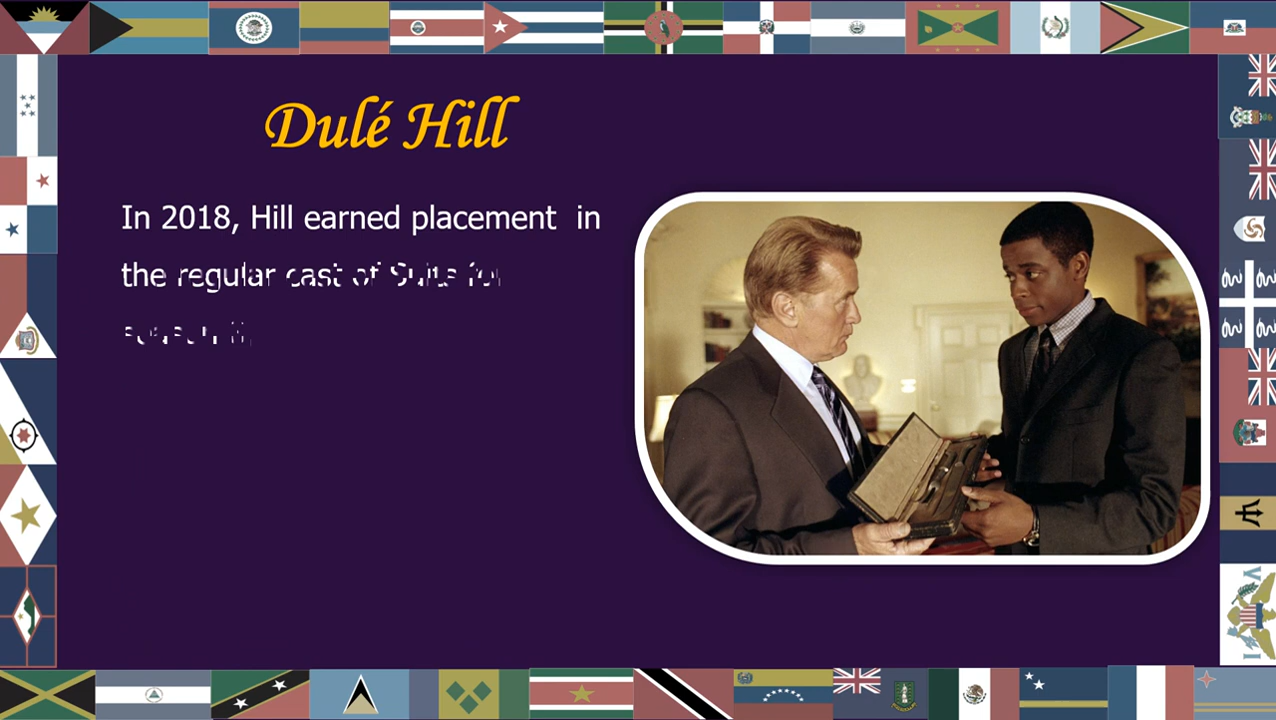 Dulé Hill
In 2018, Hill earned placement in
the regular cast of Suits for